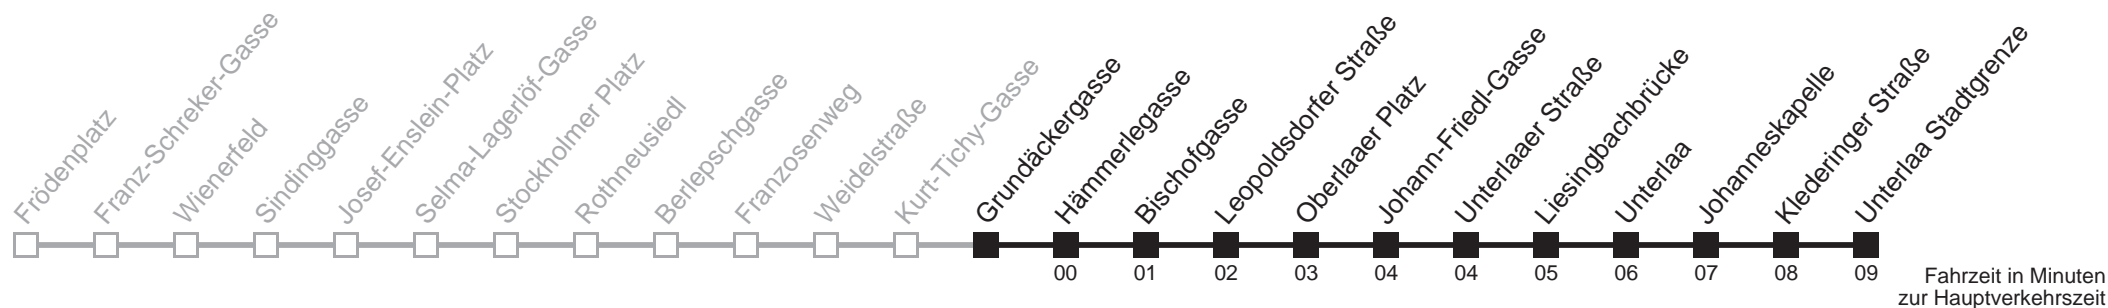 Frödenplatz
Franz-Schreker-Gasse
Wienerfeld
Sindinggasse
Josef-Enslein-Platz
Selma-Lagerlöf-Gasse
Stockholmer Platz
Rothneusiedl
Berlepschgasse
Franzosenweg
Weidelstraße
Kurt-Tichy-Gasse
Grundäckergasse
Hämmerlegasse
Bischofgasse
Leopoldsdorfer Straße
Oberlaaer Platz
Johann-Friedl-Gasse
Unterlaaer Straße
Liesingbachbrücke
Unterlaa
Johanneskapelle
Klederinger Straße
Unterlaa Stadtgrenze
00 01 02 03 04 04 05 06 07 08 09
Fahrzeit in Minuten
zur Hauptverkehrszeit